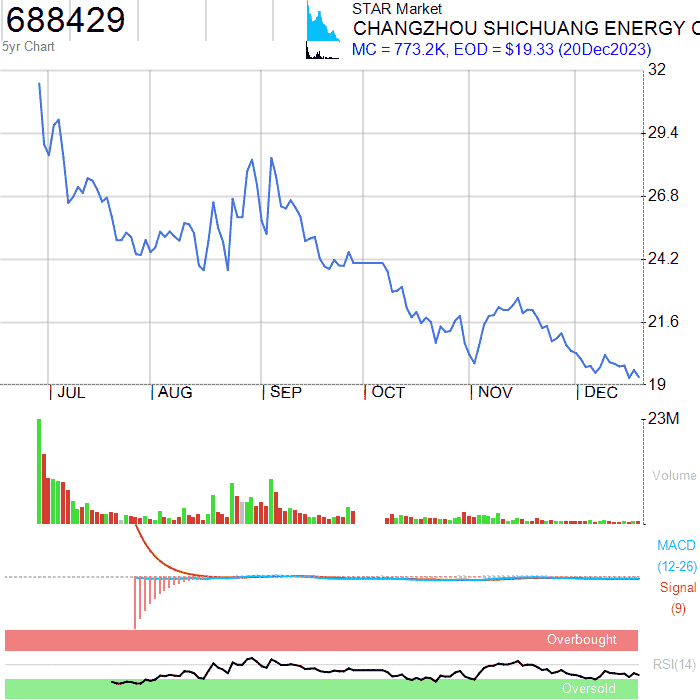 688429
5yr Chart
STAR Market
CHANGZHOU SHICHUANG ENERGY C
MC = 773.2K, EOD = $19.33 (20Dec2023)
32
29.4
26.8
24.2
21.6
19
JUL AUG SEP OCT NOV DEC
23M
Volume
MACD
(12-26)
Signal
(9)
Overbought
RSI(14)
Oversold